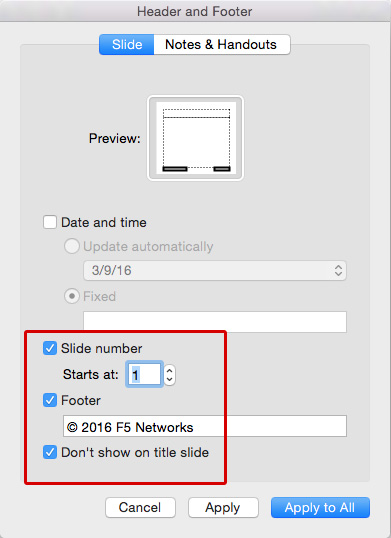 Header and Footer
Slide
Notes & Handouts
Preview:
Date and time
Update automatically
3/9/16
Fixed
Slide number
Starts at: 1
Footer
© 2016 F5 Networks
Don't show on title slide
Cancel
Apply
Apply to All